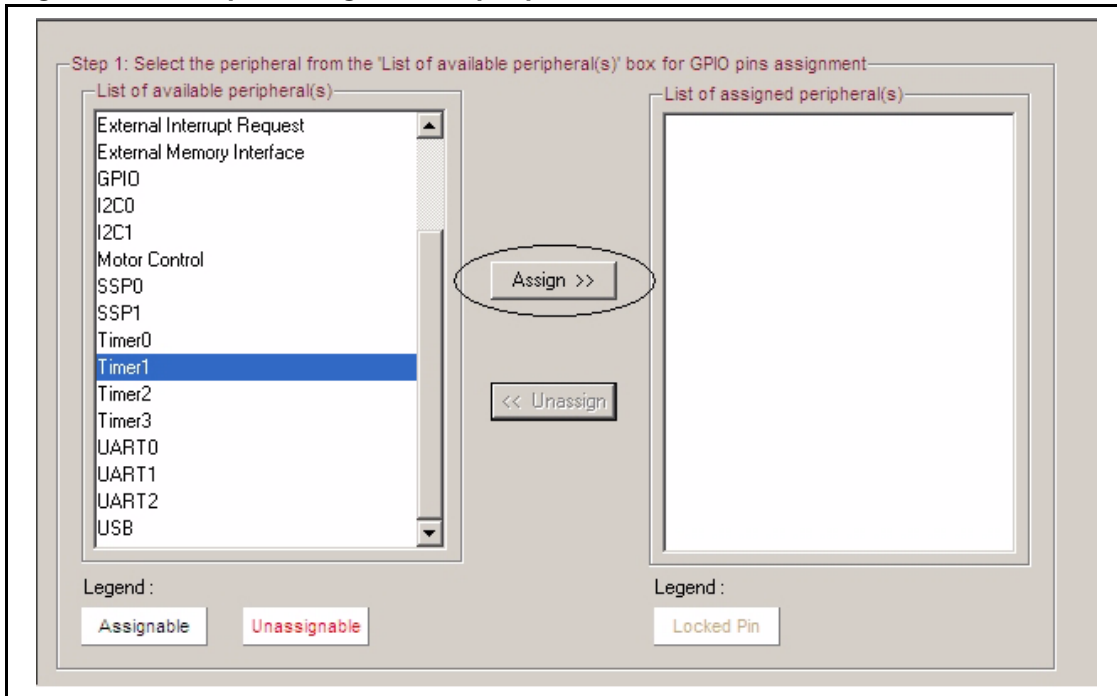 Step 1: Select the peripheral from the 'List of available peripheral(s)' box for GPIO pins assignment
List of available peripheral(s)
External Interrupt Request
External Memory Interface
GPIO
I2C0
I2C1
Motor Control
SSP0
SSP1
Timer0
Timer1
Timer2
Timer3
UART0
UART1
UART2
USB
Assign >>
<< Unassign
List of assigned peripheral(s)
Legend :
Assignable
Unassignable
Legend :
Locked Pin